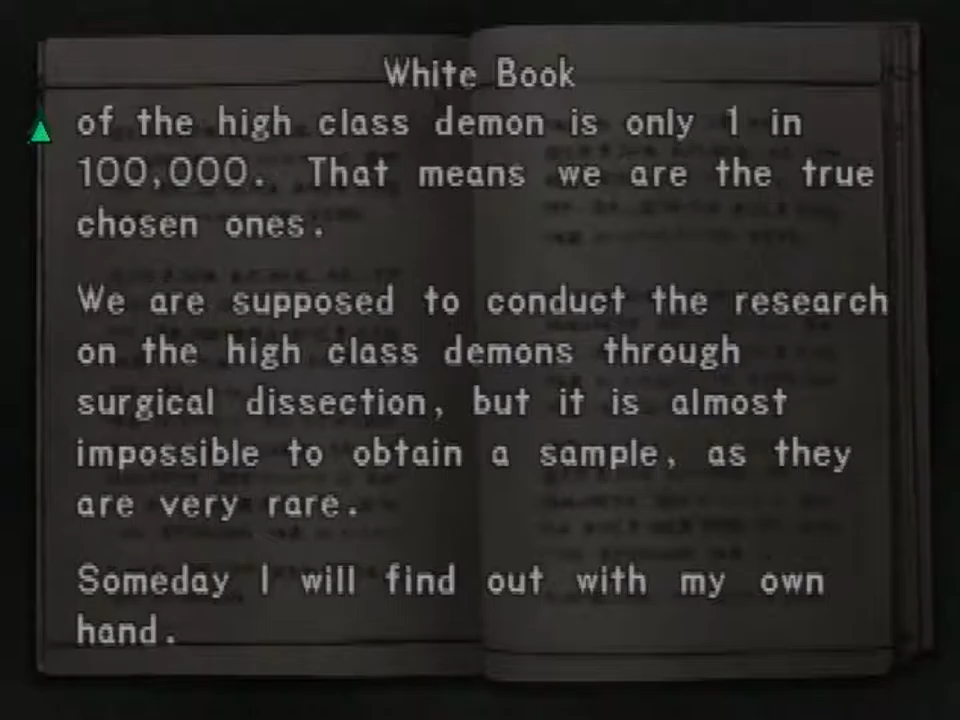 White Book
of the high class demon is only 1 in
100,000. That means we are the true
chosen ones.
We are supposed to conduct the research
on the high class demons through
surgical dissection, but it is almost
impossible to obtain a sample, as they
are very rare.
Someday I will find out with my own
hand.